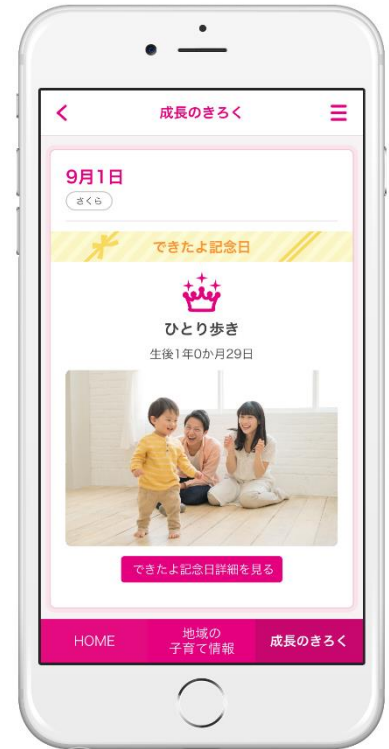 成長のきろく
9月1日
さくら
できたよ記念日
ひとり歩き
生後1年0か月29日
できたよ記念日詳細を見る
HOME
地域の
子育て情報
成長のきろく